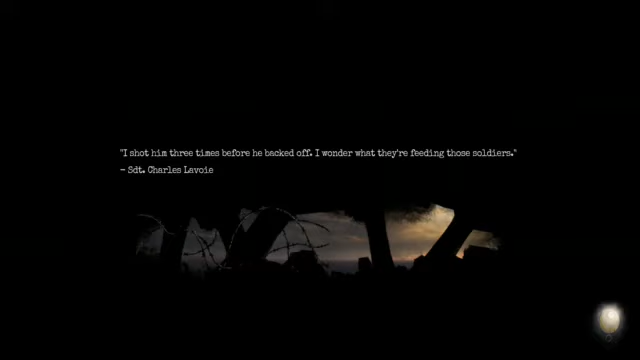 "I shot him three times before he backed off. I wonder what they're feeding those soldiers."
- Sdt. Charles Lavoie